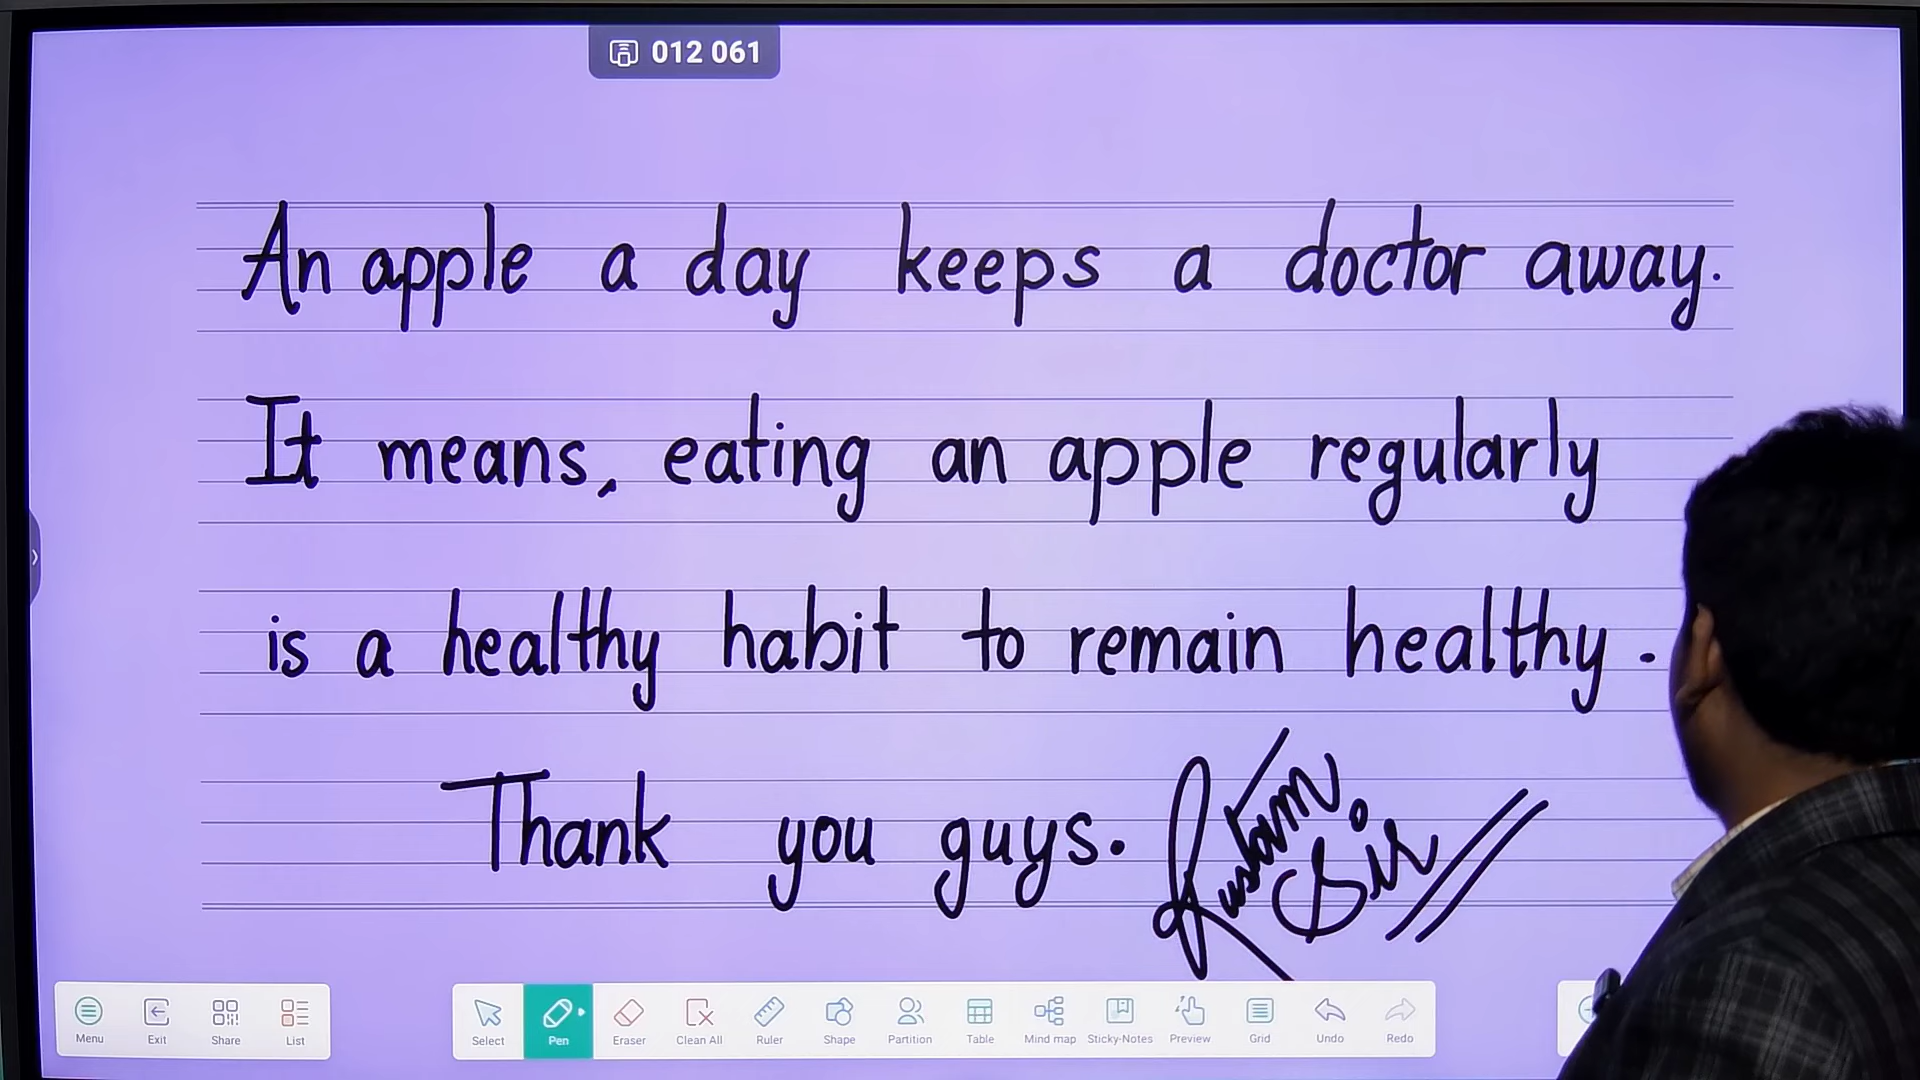 012 061
An apple a day keeps a doctor away.
It means, eating an apple regularly
is a healthy habit to remain healthy.
Thank you guys. Rustam Sir
Menu Exit Share List Select Pen Eraser Clean All Ruler Shape Partition Table Mind map Sticky-Notes Preview Grid Undo Redo